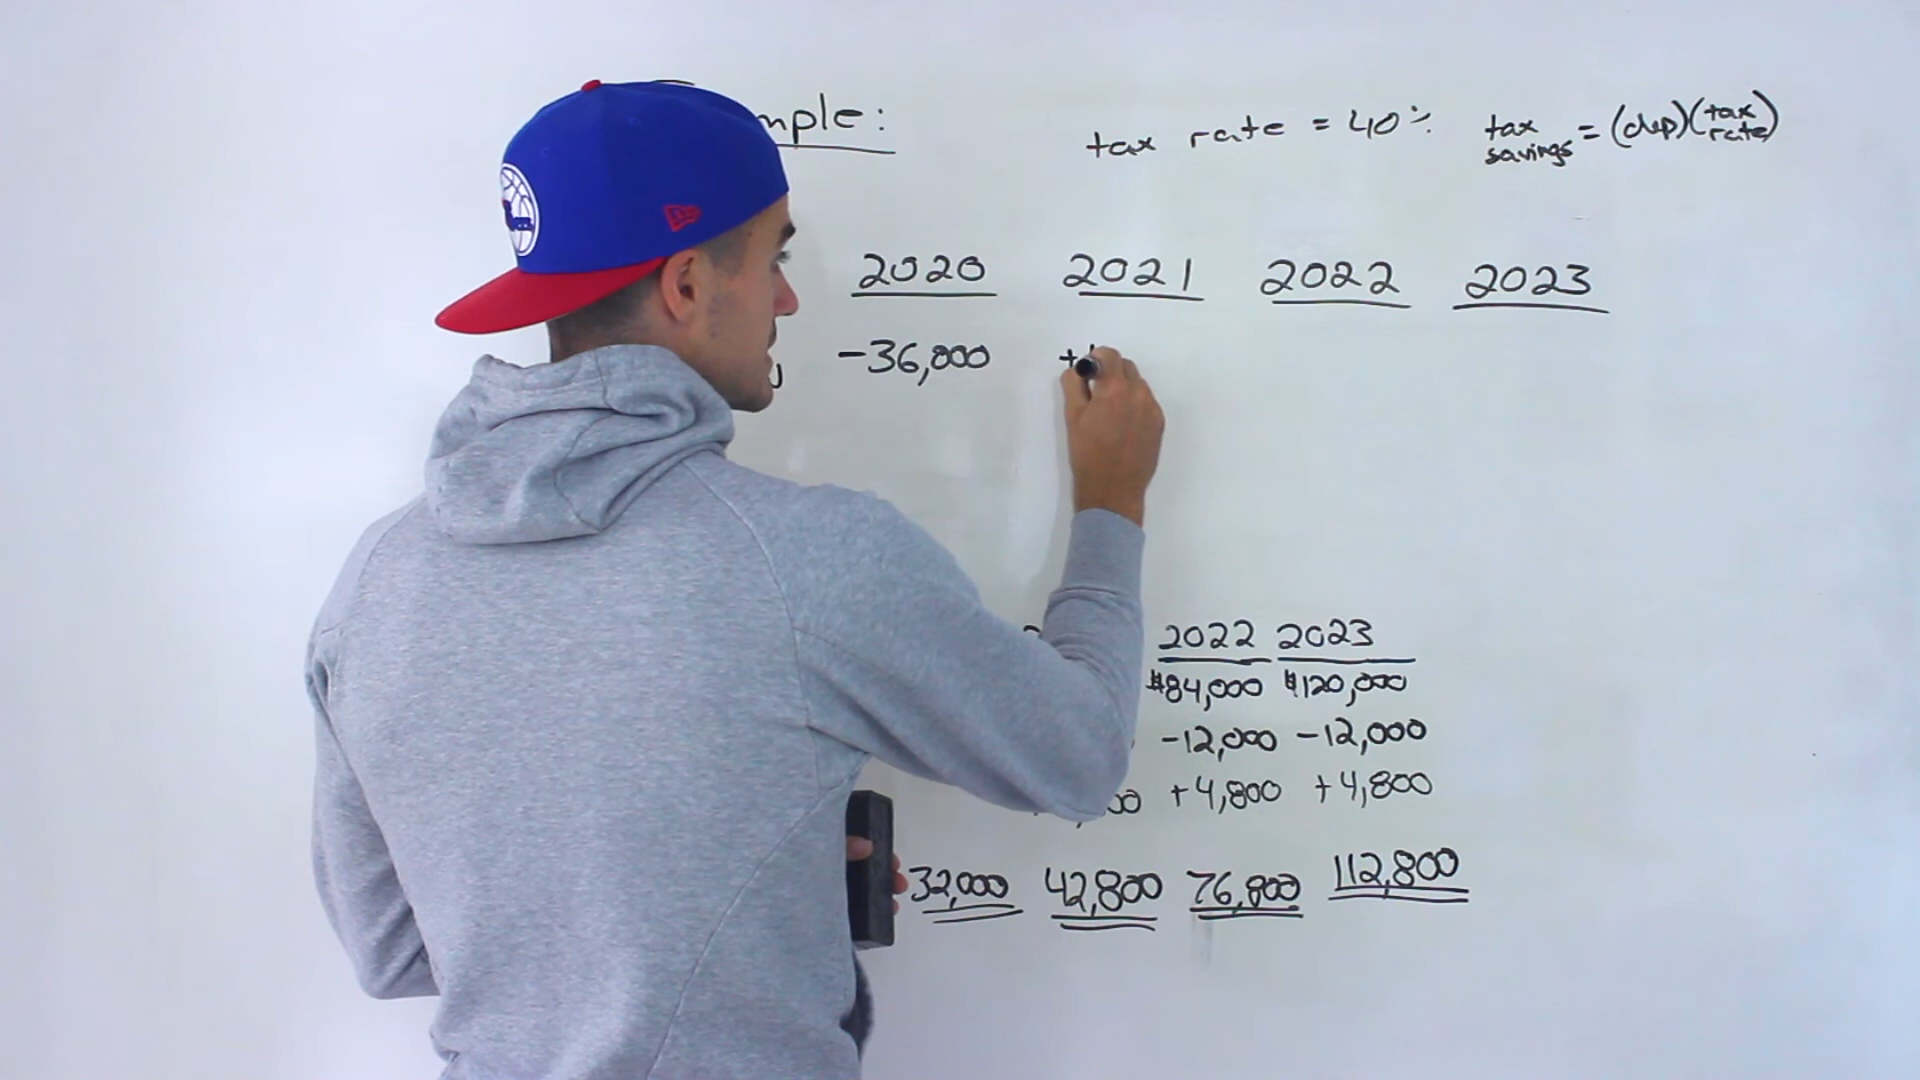 mple: tax rate = 40% tax savings = (dep)(tax rate)
2020 2021 2022 2023
-36,000 +
2022 2023
$84,000 $120,000
-12,000 -12,000
00 +4,800 +4,800
32,000 42,800 76,800 112,800